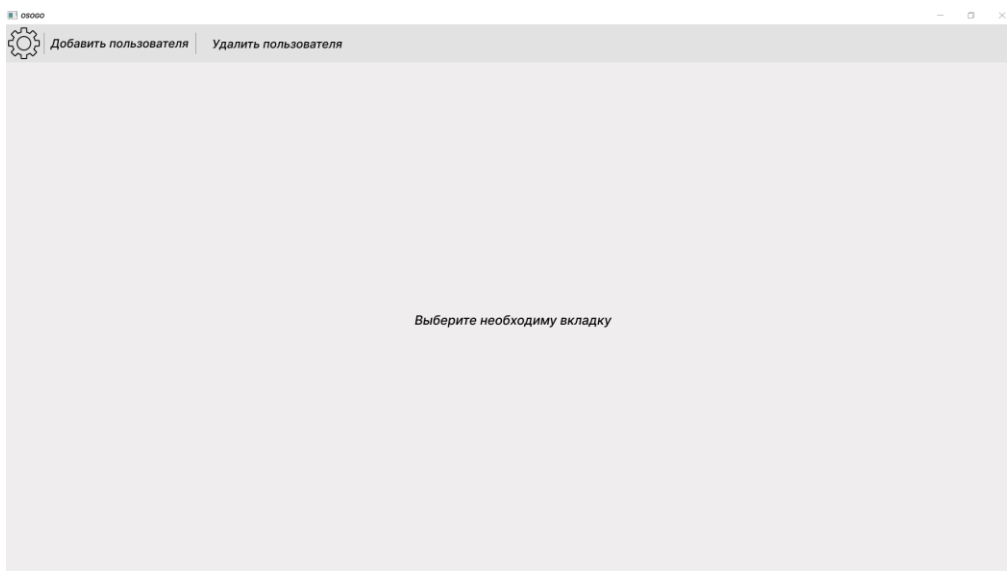 osogo
Добавить пользователя
Удалить пользователя
Выберите необходиму вкладку